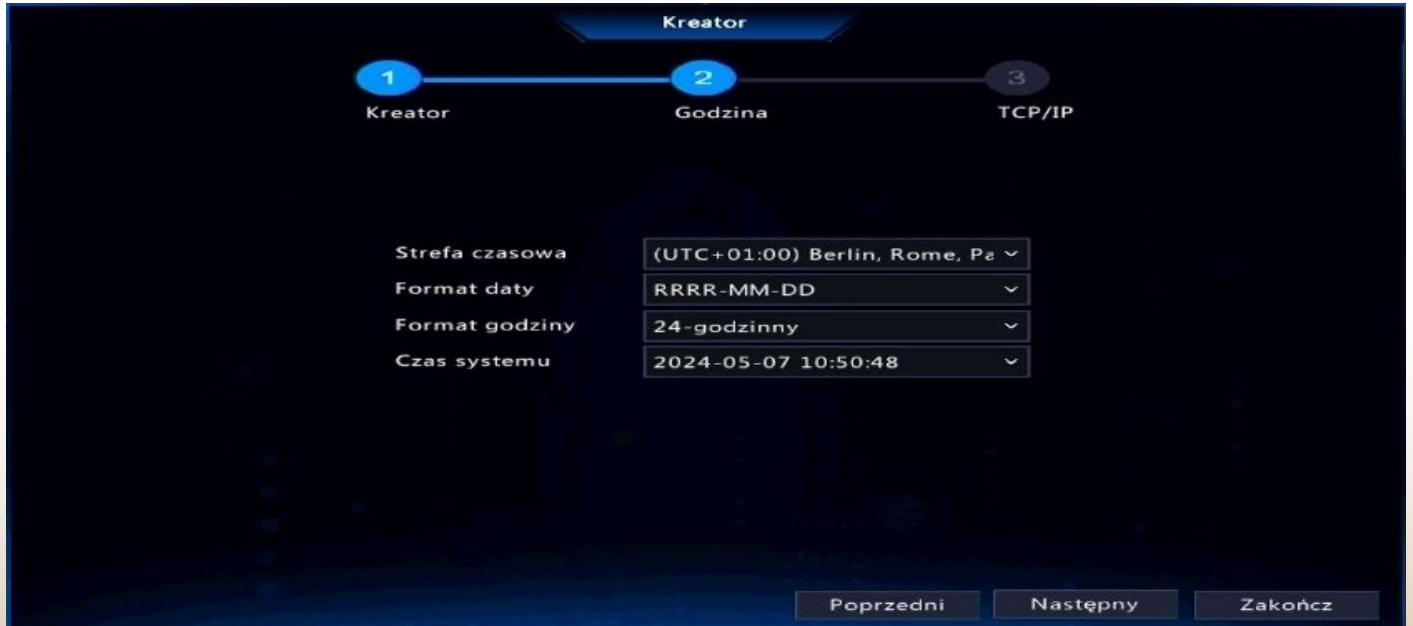 Kreator
1 2 3
Kreator Godzina TCP/IP
Strefa czasowa (UTC+01:00) Berlin, Rome, Pa
Format daty RRRR-MM-DD
Format godziny 24-godzinny
Czas systemu 2024-05-07 10:50:48
Poprzedni Następny Zakończ